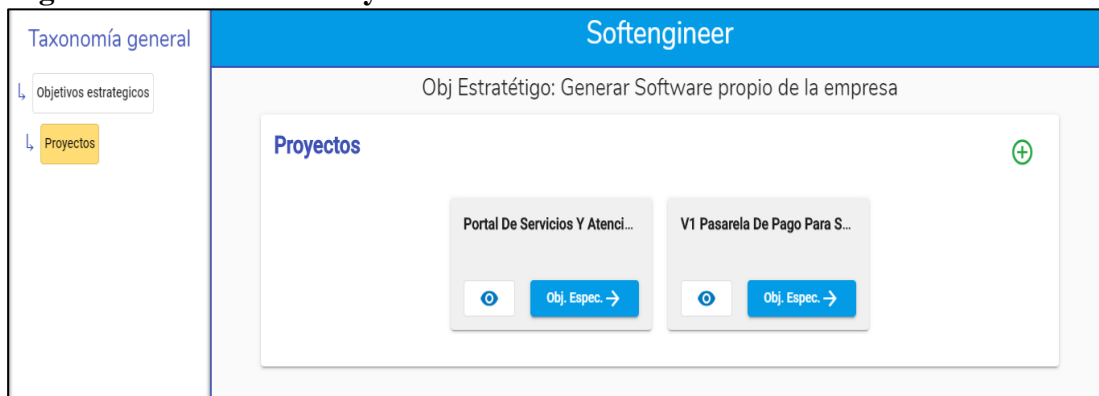 Taxonomía general
Softengineer
Objetivos estrategicos
Proyectos
Obj Estratétigo: Generar Software propio de la empresa
Proyectos
Portal De Servicios Y Atenci...
V1 Pasarela De Pago Para S...
Obj. Espec. →
Obj. Espec. →